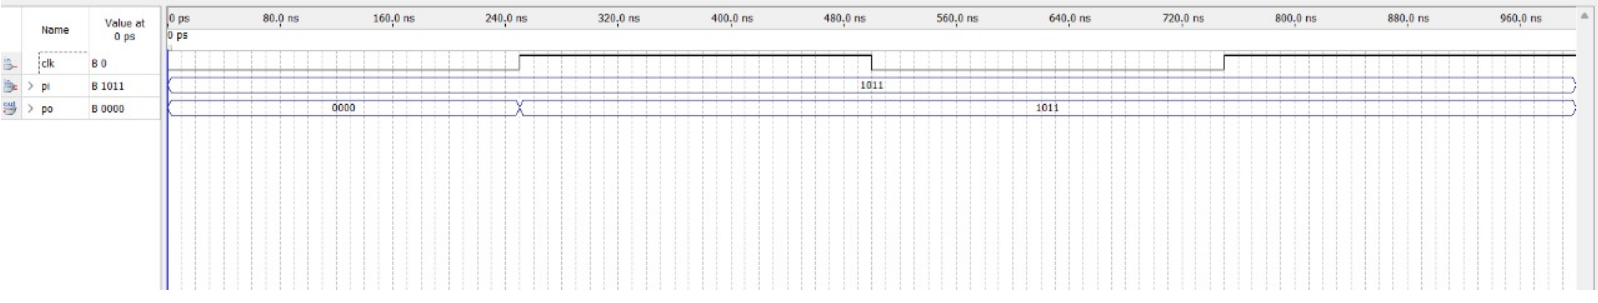 Name Value at 0 ps
0 ps 80.0 ns 160.0 ns 240.0 ns 320.0 ns 400.0 ns 480.0 ns 560.0 ns 640.0 ns 720.0 ns 800.0 ns 880.0 ns 960.0 ns
0 ps
clk B 0
pi B 1011 1011
out po B 0000 0000 1011